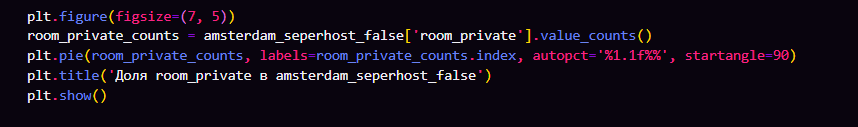 plt.figure(figsize=(7, 5))
room_private_counts = amsterdam_seperhost_false['room_private'].value_counts()
plt.pie(room_private_counts, labels=room_private_counts.index, autopct='%1.1f%%', startangle=90)
plt.title('Доля room_private в amsterdam_seperhost_false')
plt.show()